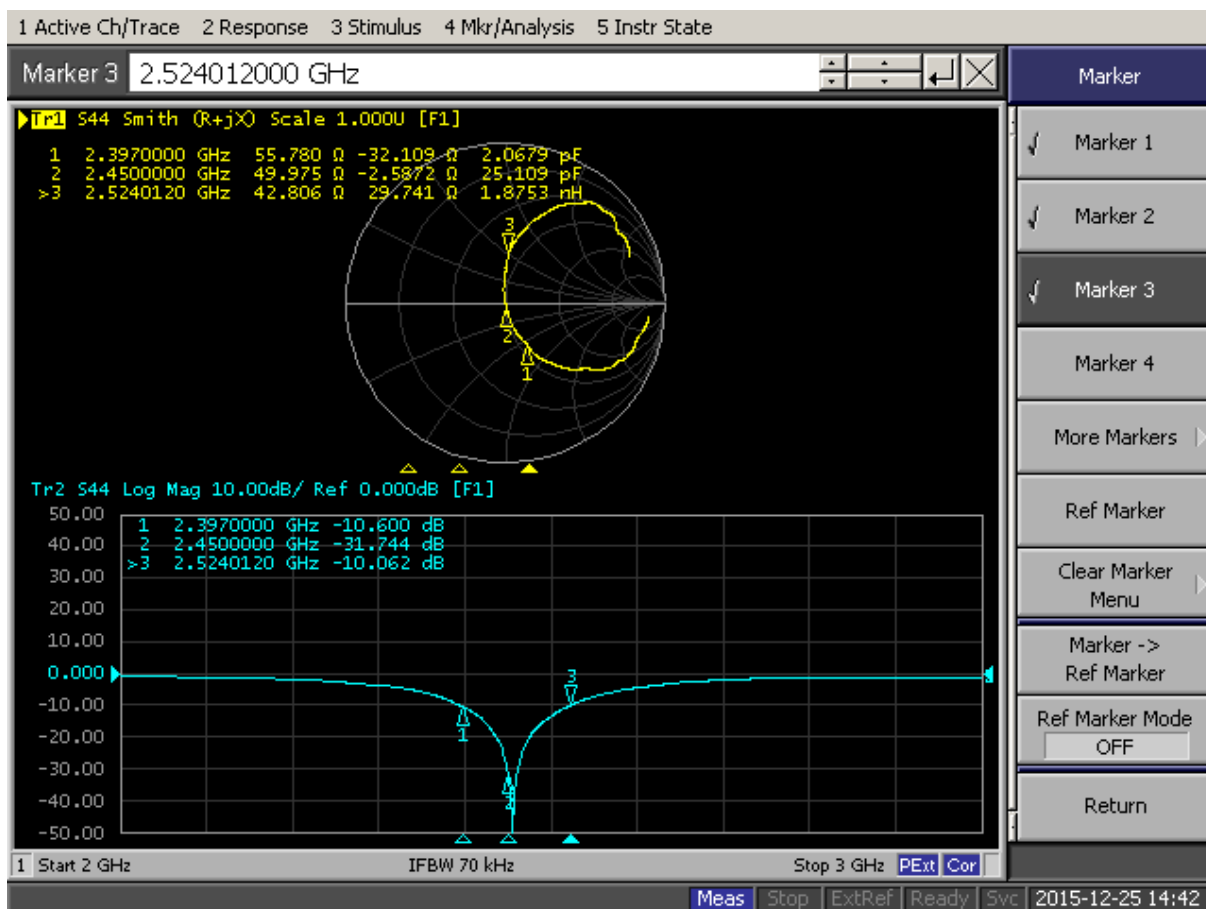 1 Active Ch/Trace 2 Response 3 Stimulus 4 Mkr/Analysis 5 Instr State
Marker 3 2.524012000 GHz
Marker
Tr1 S44 Smith (R+jX) Scale 1.000U [F1]
1 2.3970000 GHz 55.780 Ω -32.109 Ω 2.0679 pF
2 2.4500000 GHz 49.975 Ω -2.5872 Ω 25.109 pF
>3 2.5240120 GHz 42.806 Ω 29.741 Ω 1.8753 nH
3
2
1
Tr2 S44 Log Mag 10.00dB/ Ref 0.000dB [F1]
50.00
40.00
30.00
20.00
10.00
0.000
-10.00
-20.00
-30.00
-40.00
-50.00
1 2.3970000 GHz -10.600 dB
2 2.4500000 GHz -31.744 dB
>3 2.5240120 GHz -10.062 dB
3
1
2
1 Start 2 GHz IFBW 70 kHz Stop 3 GHz PExt Cor
Marker 1
Marker 2
Marker 3
Marker 4
More Markers
Ref Marker
Clear Marker
Menu
Marker ->
Ref Marker
Ref Marker Mode
OFF
Return
Meas Stop ExtRef Ready Svc 2015-12-25 14:42